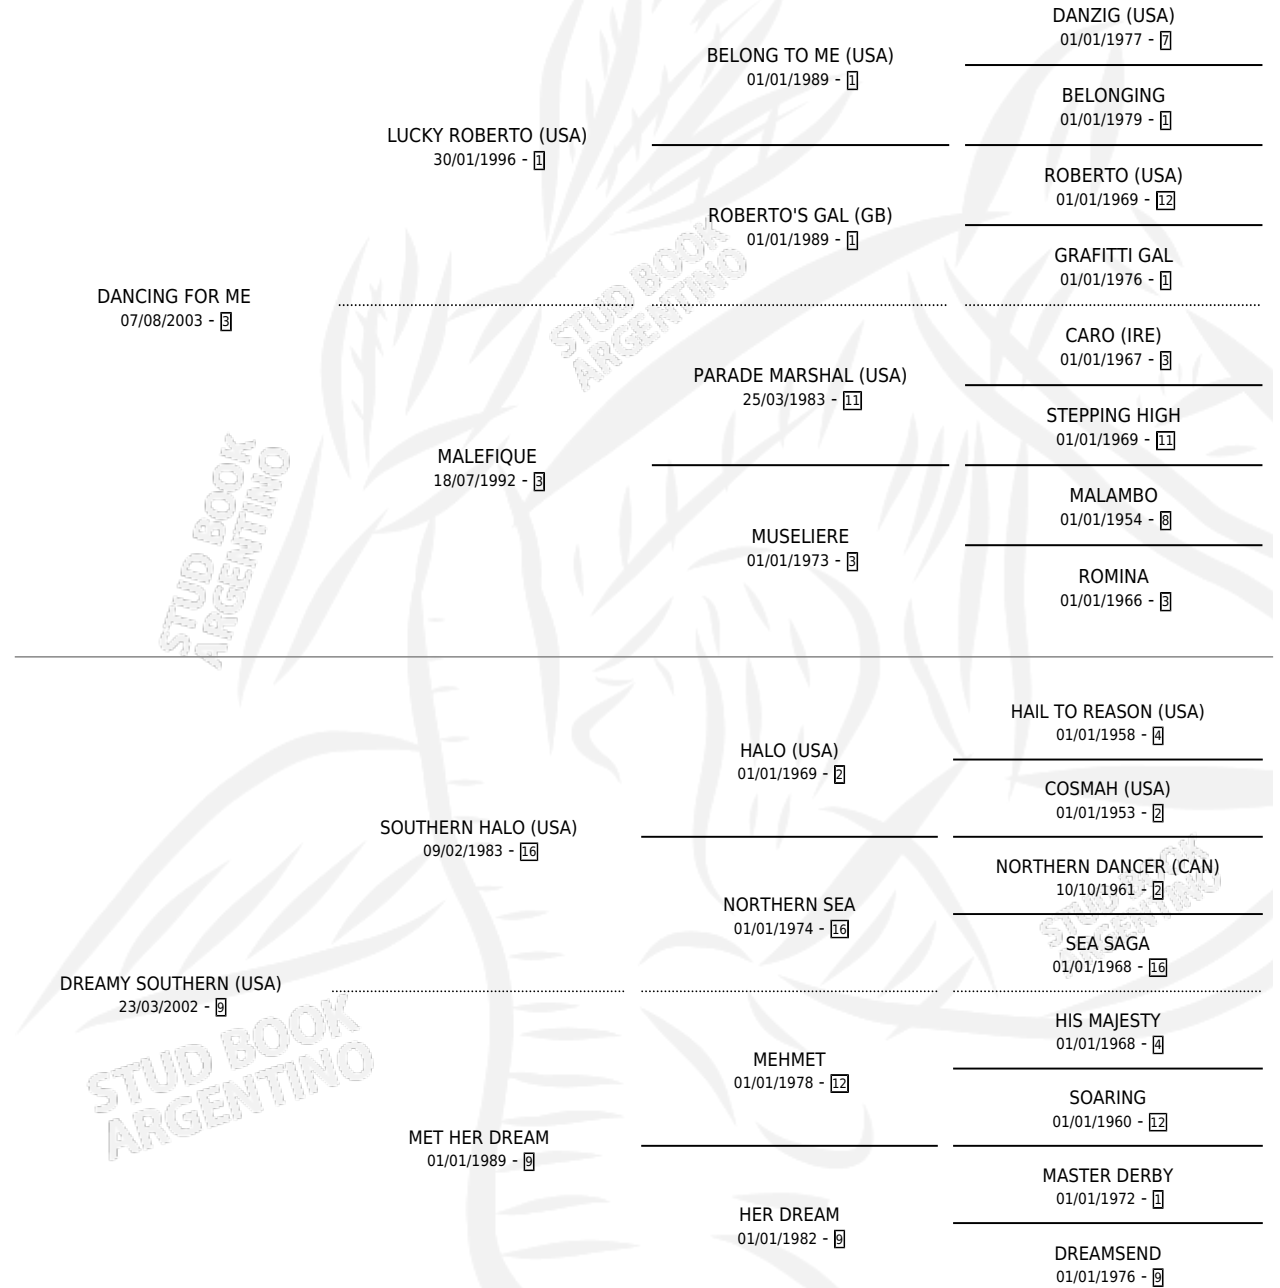 DANZIG (USA)
01/01/1977 - 7
BELONG TO ME (USA)
01/01/1989 - 1
BELONGING
01/01/1979 - 1
LUCKY ROBERTO (USA)
30/01/1996 - 1
ROBERTO (USA)
01/01/1969 - 12
ROBERTO'S GAL (GB)
01/01/1989 - 1
GRAFITTI GAL
01/01/1976 - 1
DANCING FOR ME
07/08/2003 - 3
STUD BOOK
ARGENTINO
CARO (IRE)
01/01/1967 - 3
PARADE MARSHAL (USA)
25/03/1983 - 11
STEPPING HIGH
01/01/1969 - 11
MALEFIQUE
18/07/1992 - 3
MALAMBO
01/01/1954 - 8
MUSELIERE
01/01/1973 - 3
ROMINA
01/01/1966 - 3
STUD BOOK
ARGENTINO
HAIL TO REASON (USA)
01/01/1958 - 4
HALO (USA)
01/01/1969 - 2
COSMAH (USA)
01/01/1953 - 2
SOUTHERN HALO (USA)
09/02/1983 - 16
NORTHERN DANCER (CAN)
10/10/1961 - 2
NORTHERN SEA
01/01/1974 - 16
STUD BOOK
ARGENTINO
SEA SAGA
01/01/1968 - 16
DREAMY SOUTHERN (USA)
23/03/2002 - 9
HIS MAJESTY
01/01/1968 - 4
MEHMET
01/01/1978 - 12
SOARING
01/01/1960 - 12
STUD BOOK
ARGENTINO
MET HER DREAM
01/01/1989 - 9
MASTER DERBY
01/01/1972 - 1
HER DREAM
01/01/1982 - 9
DREAMSEND
01/01/1976 - 9